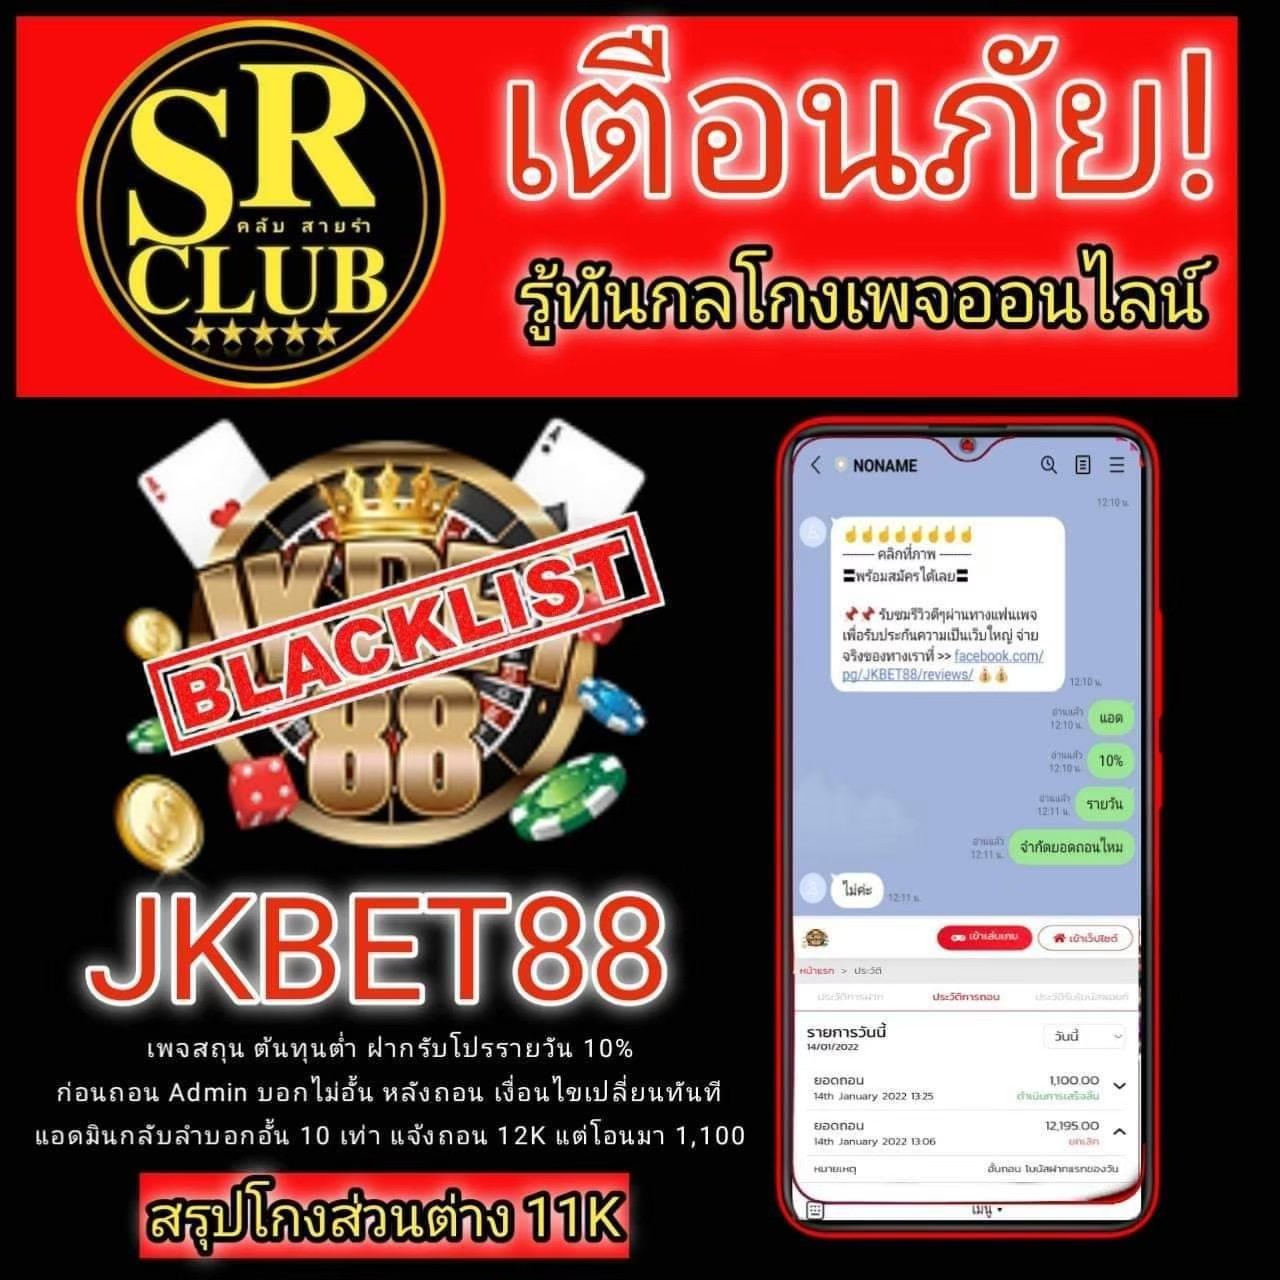 SR
คลับ สายรำ
CLUB
เตือนภัย!
รู้ทันกลโกงเพจออนไลน์
JKBET
BLACKLIST
88
JKBET88
เพจสถุน ต้นทุนต่ำ ฝากรับโปรรายวัน 10%
ก่อนถอน Admin บอกไม่อั้น หลังถอน เงื่อนไขเปลี่ยนทันที
แอดมินกลับลำบอกอั้น 10 เท่า แจ้งถอน 12K แต่โอนมา 1,100
สรุปโกงส่วนต่าง 11K
NONAME
12:10 น.
-------- คลิกที่ภาพ --------
〓พร้อมสมัครได้เลย〓
📌📌 รับชมรีวิวดีๆผ่านทางแฟนเพจ
เพื่อรับประกันความเป็นเว็บใหญ่ จ่าย
จริงของทางเราที่ >> facebook.com/
pg/JKBET88/reviews/ 💰💰
12:10 น.
อ่านแล้ว
12:10 น.
แอด
อ่านแล้ว
12:10 น.
10%
อ่านแล้ว
12:11 น.
รายวัน
อ่านแล้ว
12:11 น.
จำกัดยอดถอนไหม
ไม่ค่ะ
12:11 น.
เข้าเล่นเกม
เข้าเว็ปไซต์
หน้าแรก > ประวัติ
ประวัติการฝาก ประวัติการถอน ประวัติรับโบนัสพอยท์
รายการวันนี้
14/01/2022
วันนี้
ยอดถอน 1,100.00
14th January 2022 13:25 ดำเนินการเสร็จสิ้น
ยอดถอน 12,195.00
14th January 2022 13:06 ยกเลิก
หมายเหตุ อั้นถอน โบนัสฝากแรกของวัน
เมนู